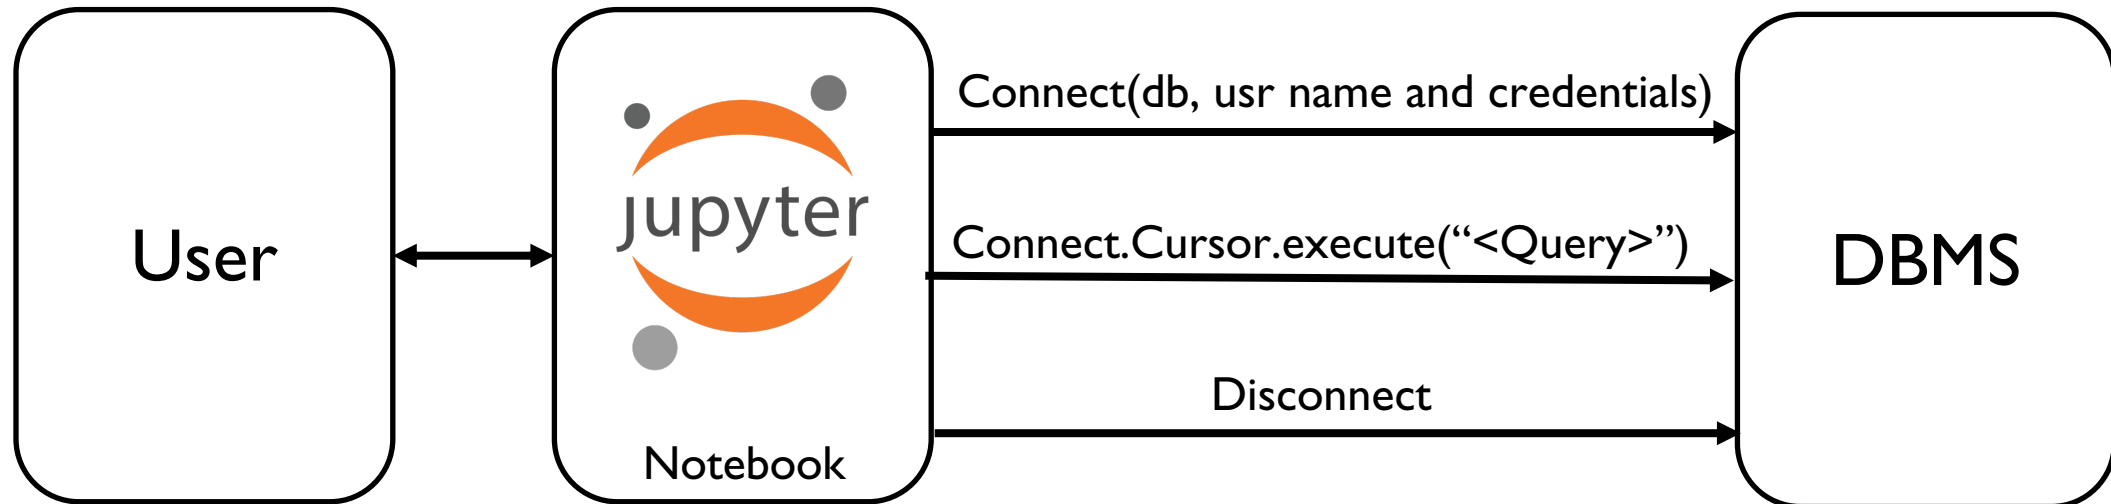 User
jupyter
Notebook
Connect(db, usr name and credentials)
Connect.Cursor.execute(“<Query>”)
Disconnect
DBMS